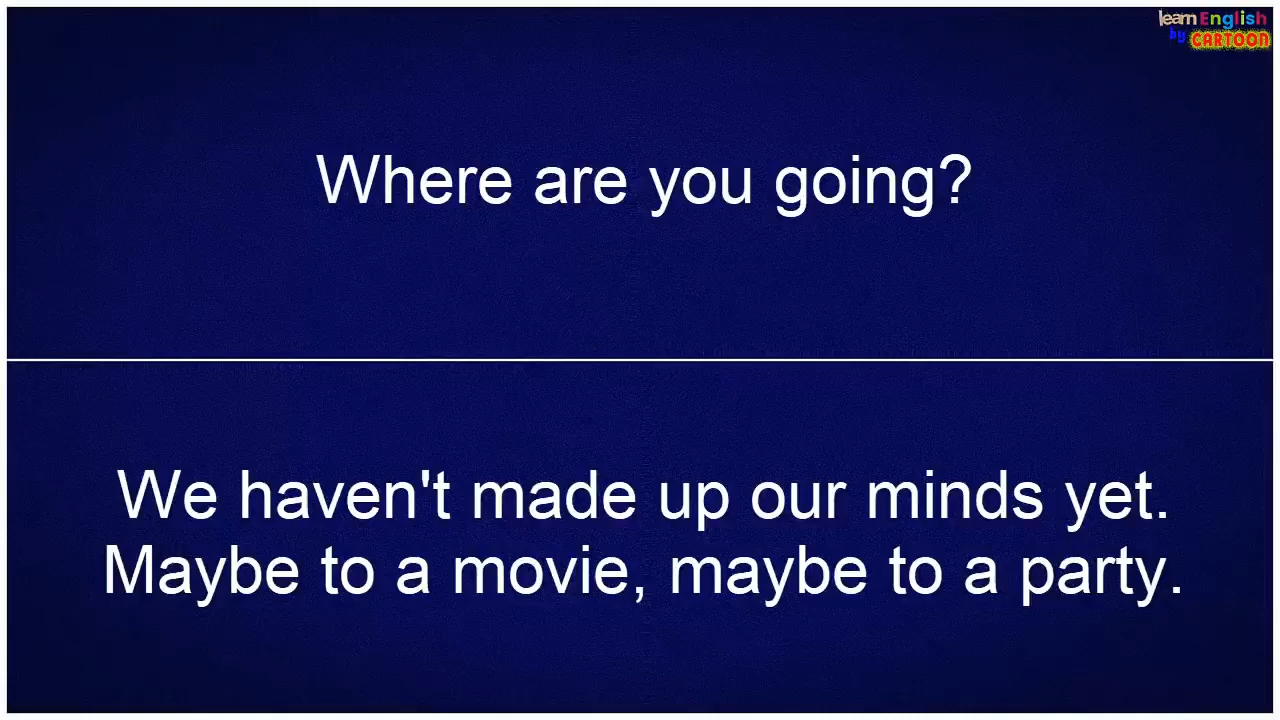 learn English
by CARTOON
Where are you going?
We haven't made up our minds yet.
Maybe to a movie, maybe to a party.